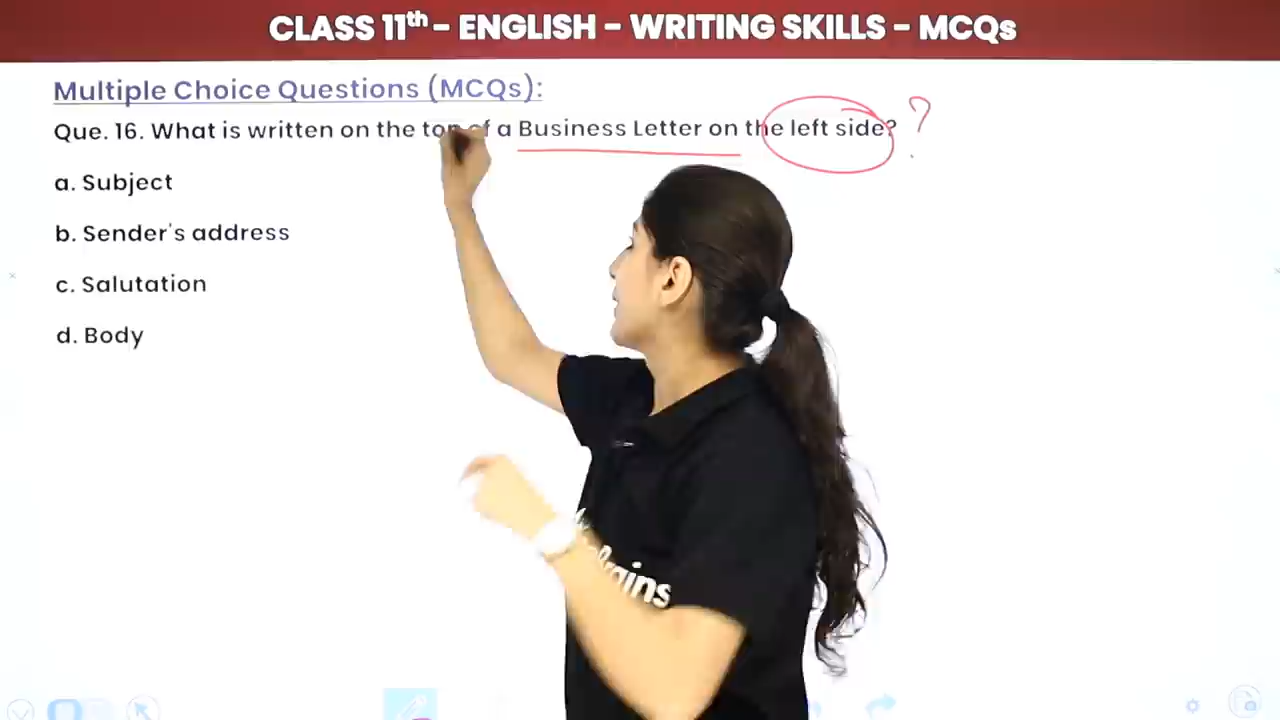 CLASS 11th – ENGLISH – WRITING SKILLS – MCQs
Multiple Choice Questions (MCQs):
Que. 16. What is written on the top of a Business Letter on the left side? ?
a. Subject
b. Sender's address
c. Salutation
d. Body